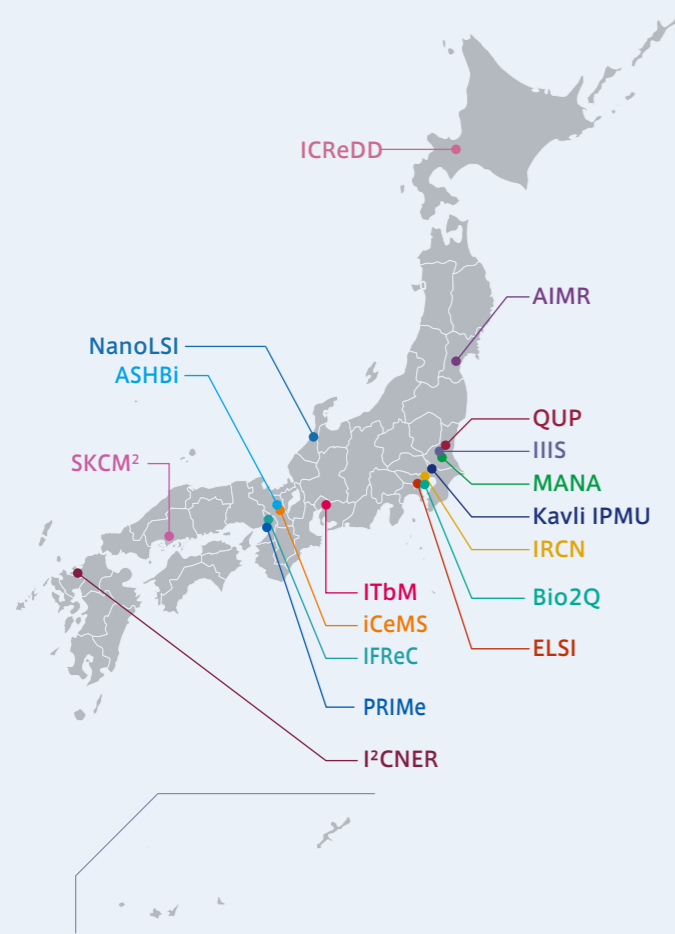 ICReDD
AIMR
NanoLSI
ASHBi
QUP
IIIS
SKCM²
MANA
Kavli IPMU
IRCN
ITbM
Bio2Q
iCeMS
ELSI
IFReC
PRIMe
I²CNER